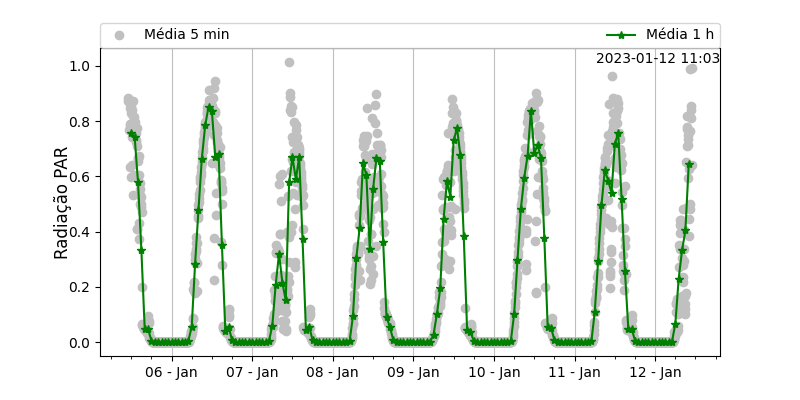 Média 5 min
Média 1 h
2023-01-12 11:03
Radiação PAR
1.0
0.8
0.6
0.4
0.2
0.0
06 - Jan
07 - Jan
08 - Jan
09 - Jan
10 - Jan
11 - Jan
12 - Jan